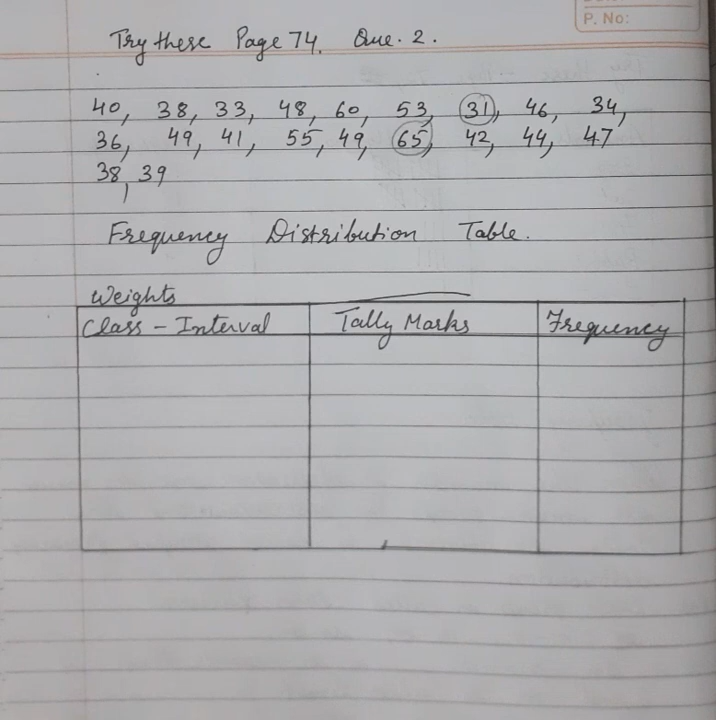 P. No:
Try these Page 74. Que. 2.
40, 38, 33, 48, 60, 53, 31, 46, 34,
36, 49, 41, 55, 49, 65, 42, 44, 47
38, 39
Frequency Distribution Table.
Weights
Class - Interval Tally Marks Frequency